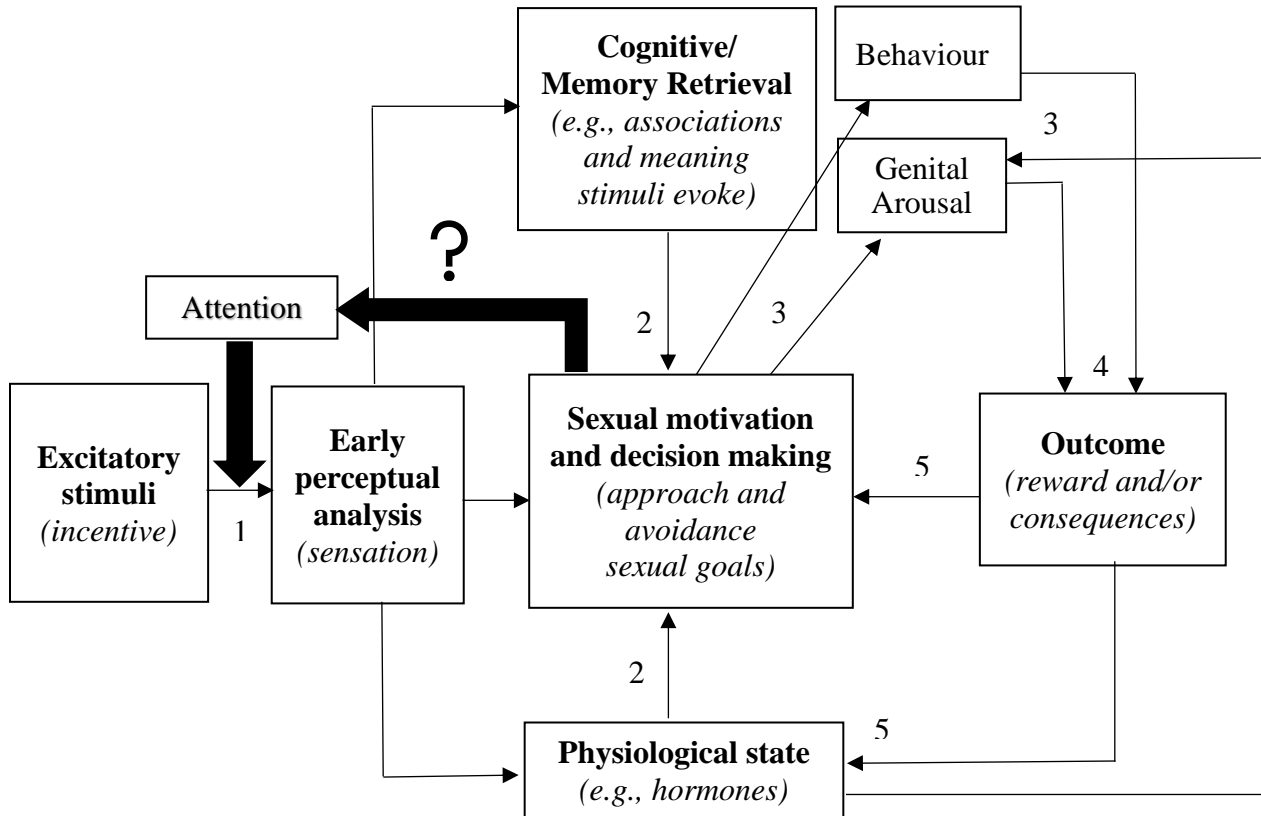 Cognitive/
Memory Retrieval
(e.g., associations
and meaning
stimuli evoke)
Behaviour
3
Genital
Arousal
?
Attention
2
3
4
Excitatory
stimuli
(incentive)
1
Early
perceptual
analysis
(sensation)
Sexual motivation
and decision making
(approach and
avoidance
sexual goals)
5
Outcome
(reward and/or
consequences)
2
5
Physiological state
(e.g., hormones)